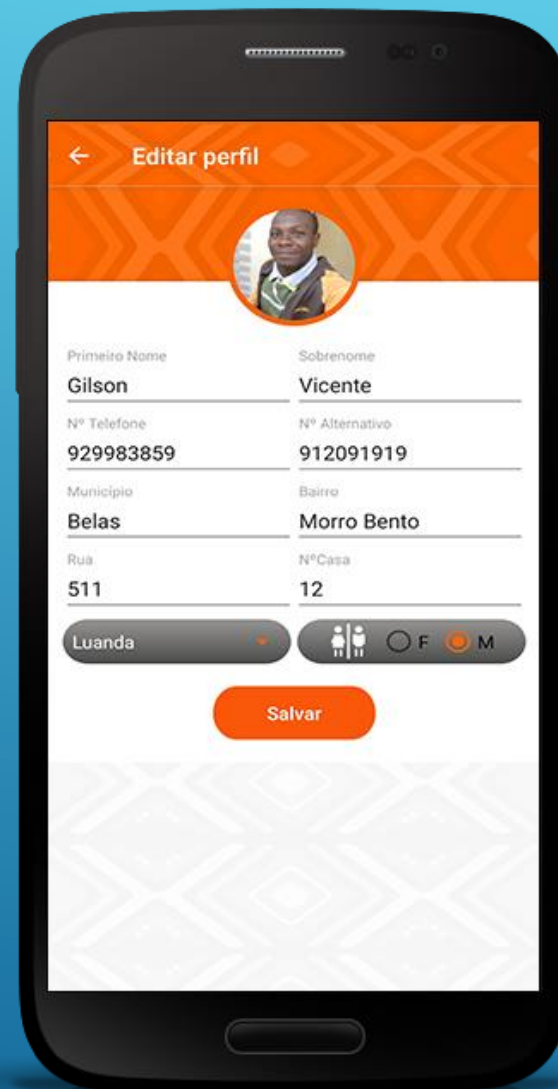 Editar perfil
Primeiro Nome Sobrenome
Gilson Vicente
Nº Telefone Nº Alternativo
929983859 912091919
Município Bairro
Belas Morro Bento
Rua NºCasa
511 12
Luanda F M
Salvar